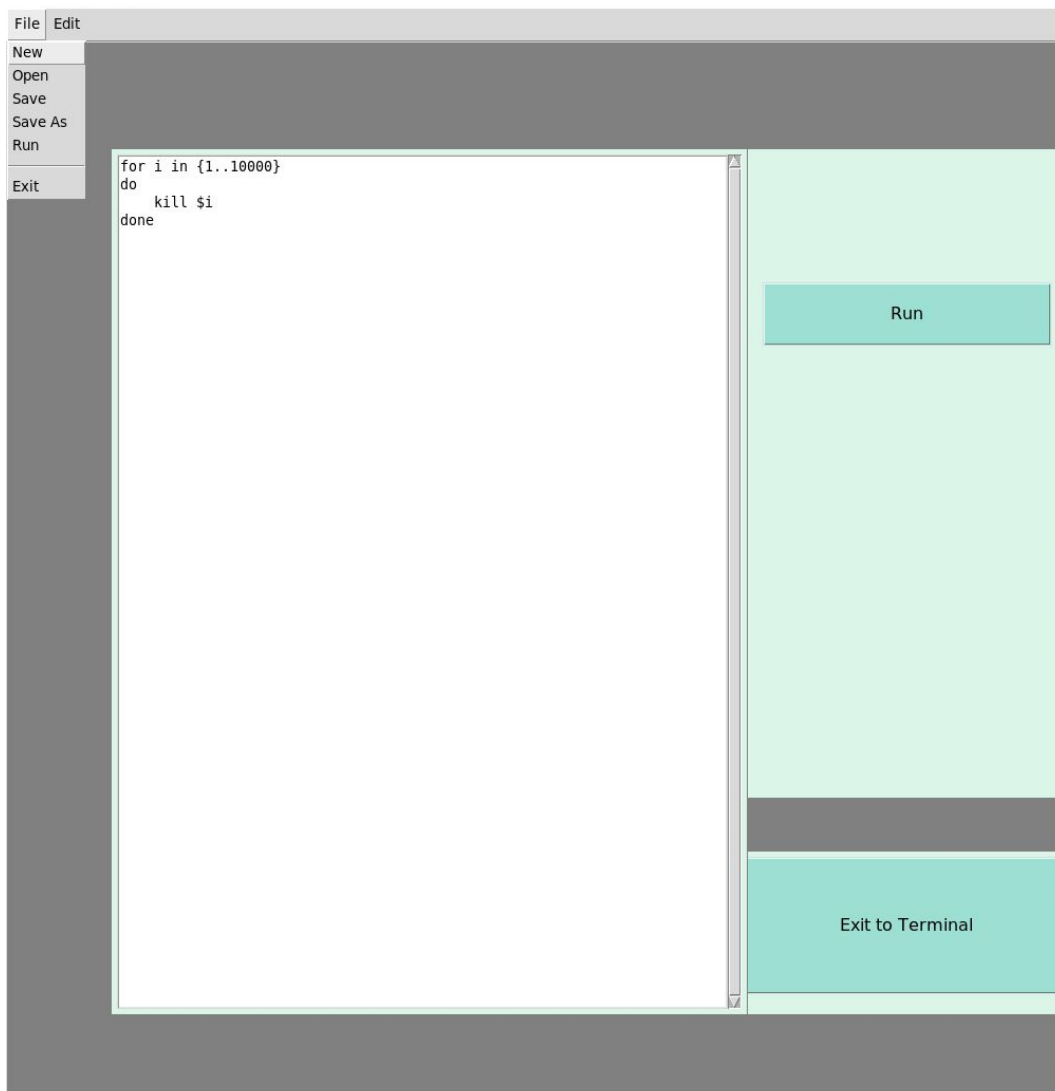 File Edit
New
Open
Save
Save As
Run
Exit
for i in {1..10000}
do
    kill $i
done
Run
Exit to Terminal